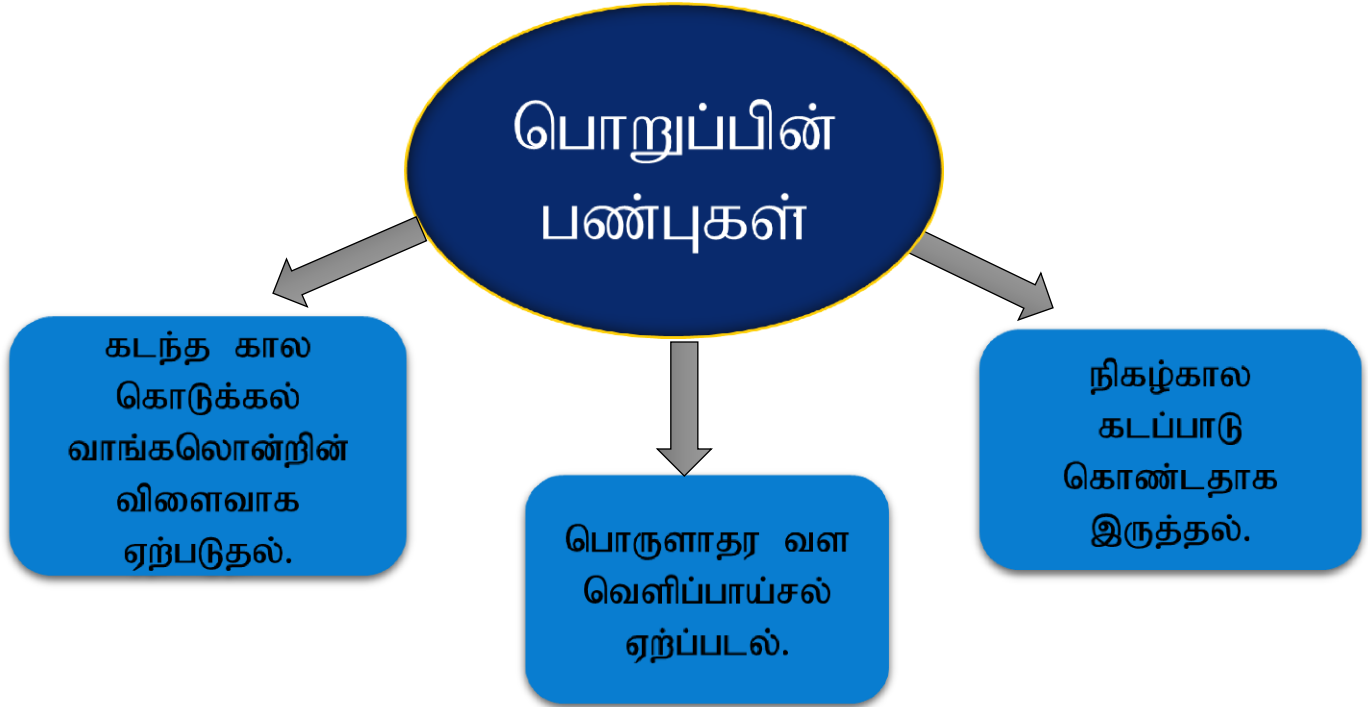 பொறுப்பின்
பண்புகள்
கடந்த கால
கொடுக்கல்
வாங்கலொன்றின்
விளைவாக
ஏற்படுதல்.
பொருளாதர வள
வெளிப்பாய்சல்
ஏற்ப்படல்.
நிகழ்கால
கடப்பாடு
கொண்டதாக
இருத்தல்.